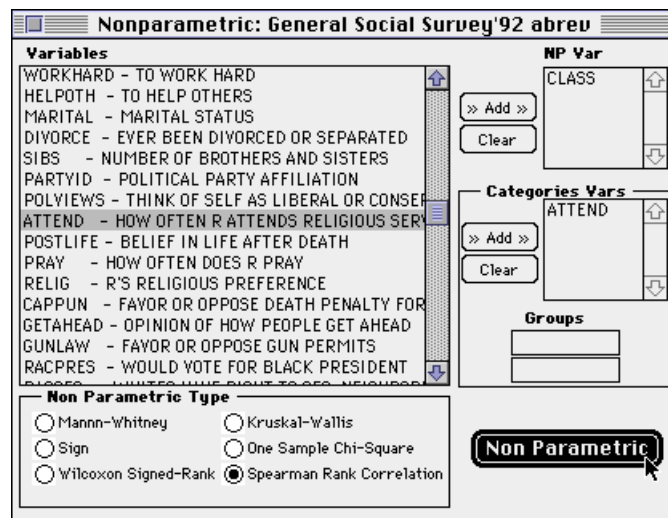 Nonparametric: General Social Survey'92 abrev
Variables
WORKHARD - TO WORK HARD
HELPOTH - TO HELP OTHERS
MARITAL - MARITAL STATUS
DIVORCE - EVER BEEN DIVORCED OR SEPARATED
SIBS - NUMBER OF BROTHERS AND SISTERS
PARTYID - POLITICAL PARTY AFFILIATION
POLYVIEWS - THINK OF SELF AS LIBERAL OR CONSER
ATTEND - HOW OFTEN R ATTENDS RELIGIOUS SERV
POSTLIFE - BELIEF IN LIFE AFTER DEATH
PRAY - HOW OFTEN DOES R PRAY
RELIG - R'S RELIGIOUS PREFERENCE
CAPPUN - FAVOR OR OPPOSE DEATH PENALTY FOR
GETAHEAD - OPINION OF HOW PEOPLE GET AHEAD
GUNLAW - FAVOR OR OPPOSE GUN PERMITS
RACPRES - WOULD VOTE FOR BLACK PRESIDENT
NP Var
CLASS
» Add »
Clear
Categories Vars
ATTEND
» Add »
Clear
Groups
Non Parametric Type
Mannn-Whitney
Kruskal-Wallis
Sign
One Sample Chi-Square
Wilcoxon Signed-Rank
Spearman Rank Correlation
Non Parametric